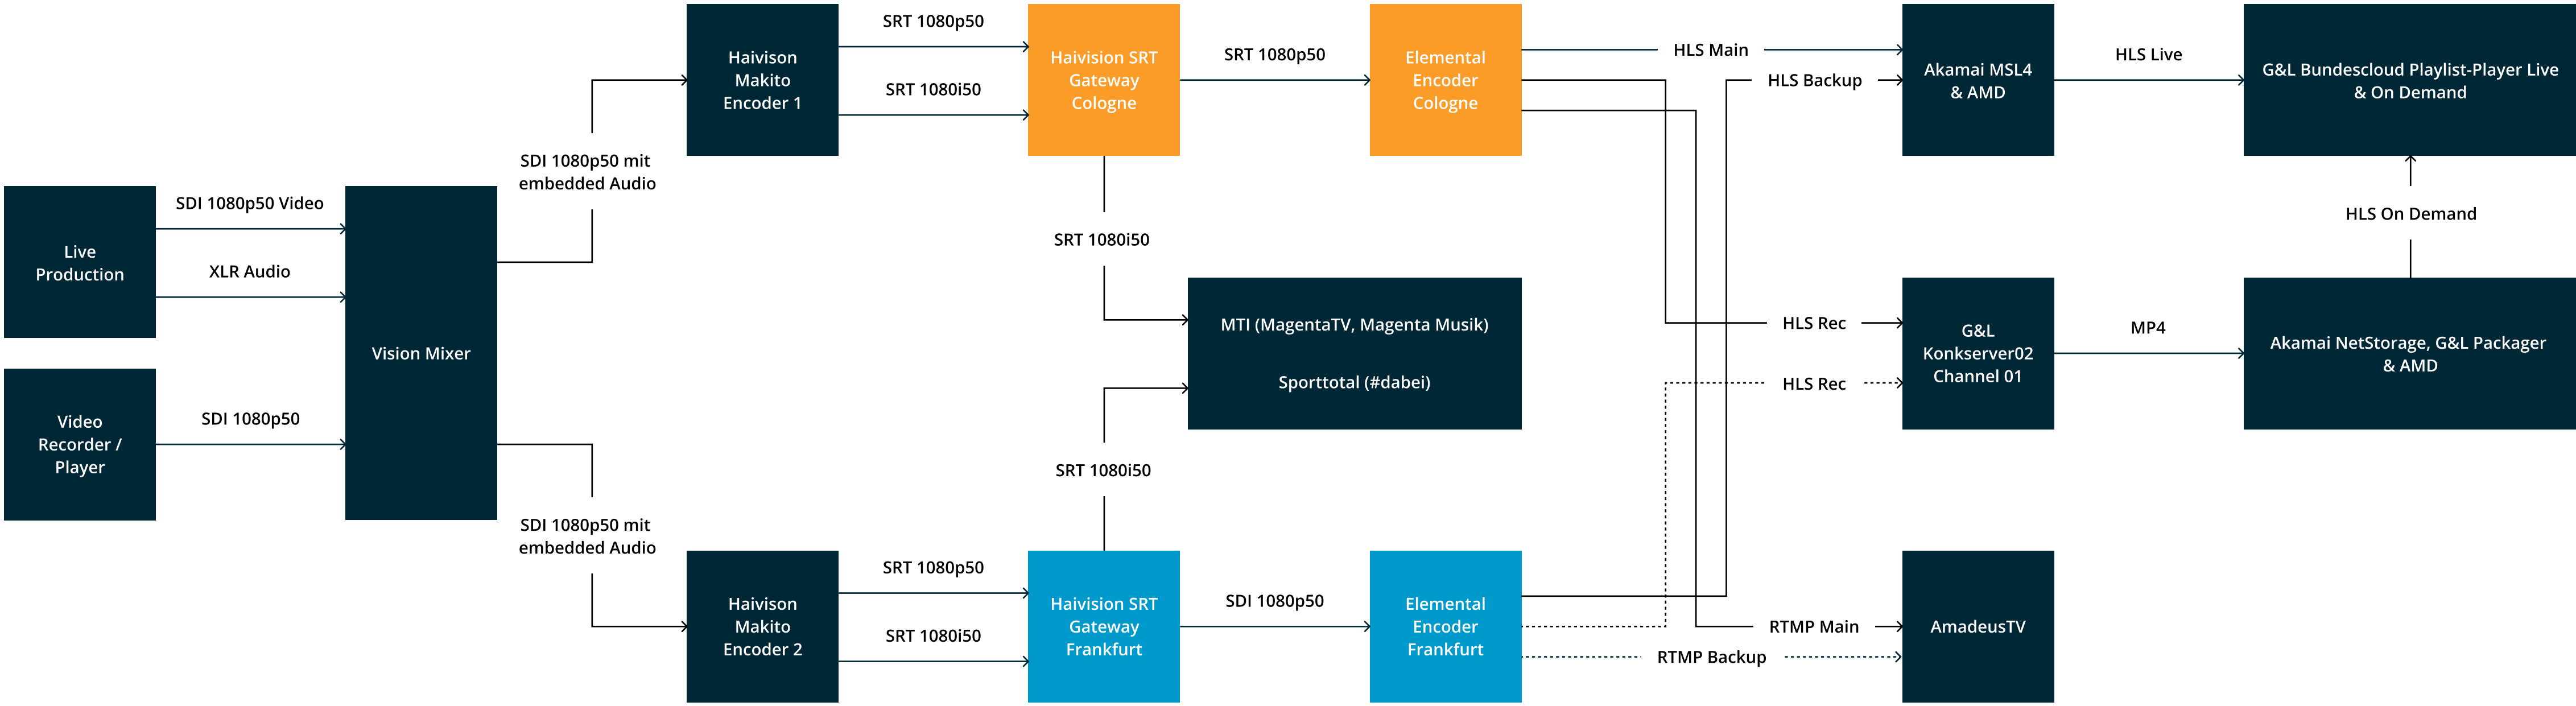 Live
Production
Video
Recorder /
Player
SDI 1080p50 Video
XLR Audio
SDI 1080p50
Vision Mixer
SDI 1080p50 mit
embedded Audio
SDI 1080p50 mit
embedded Audio
Haivison
Makito
Encoder 1
SRT 1080p50
SRT 1080i50
Haivision SRT
Gateway
Cologne
SRT 1080p50
Elemental
Encoder
Cologne
SRT 1080i50
MTI (MagentaTV, Magenta Musik)
Sporttotal (#dabei)
SRT 1080i50
Haivison
Makito
Encoder 2
SRT 1080p50
SRT 1080i50
Haivision SRT
Gateway
Frankfurt
SDI 1080p50
Elemental
Encoder
Frankfurt
HLS Main
HLS Backup
HLS Rec
HLS Rec
RTMP Main
RTMP Backup
Akamai MSL4
& AMD
HLS Live
G&L Bundescloud Playlist-Player Live
& On Demand
HLS On Demand
G&L
Konkserver02
Channel 01
MP4
Akamai NetStorage, G&L Packager
& AMD
AmadeusTV